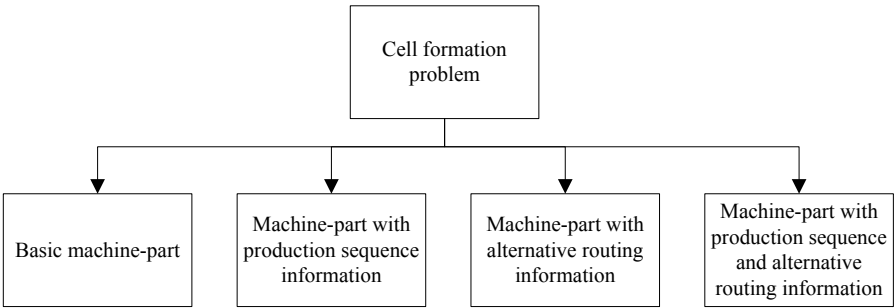 Cell formation
problem
Basic machine-part
Machine-part with
production sequence
information
Machine-part with
alternative routing
information
Machine-part with
production sequence
and alternative
routing information